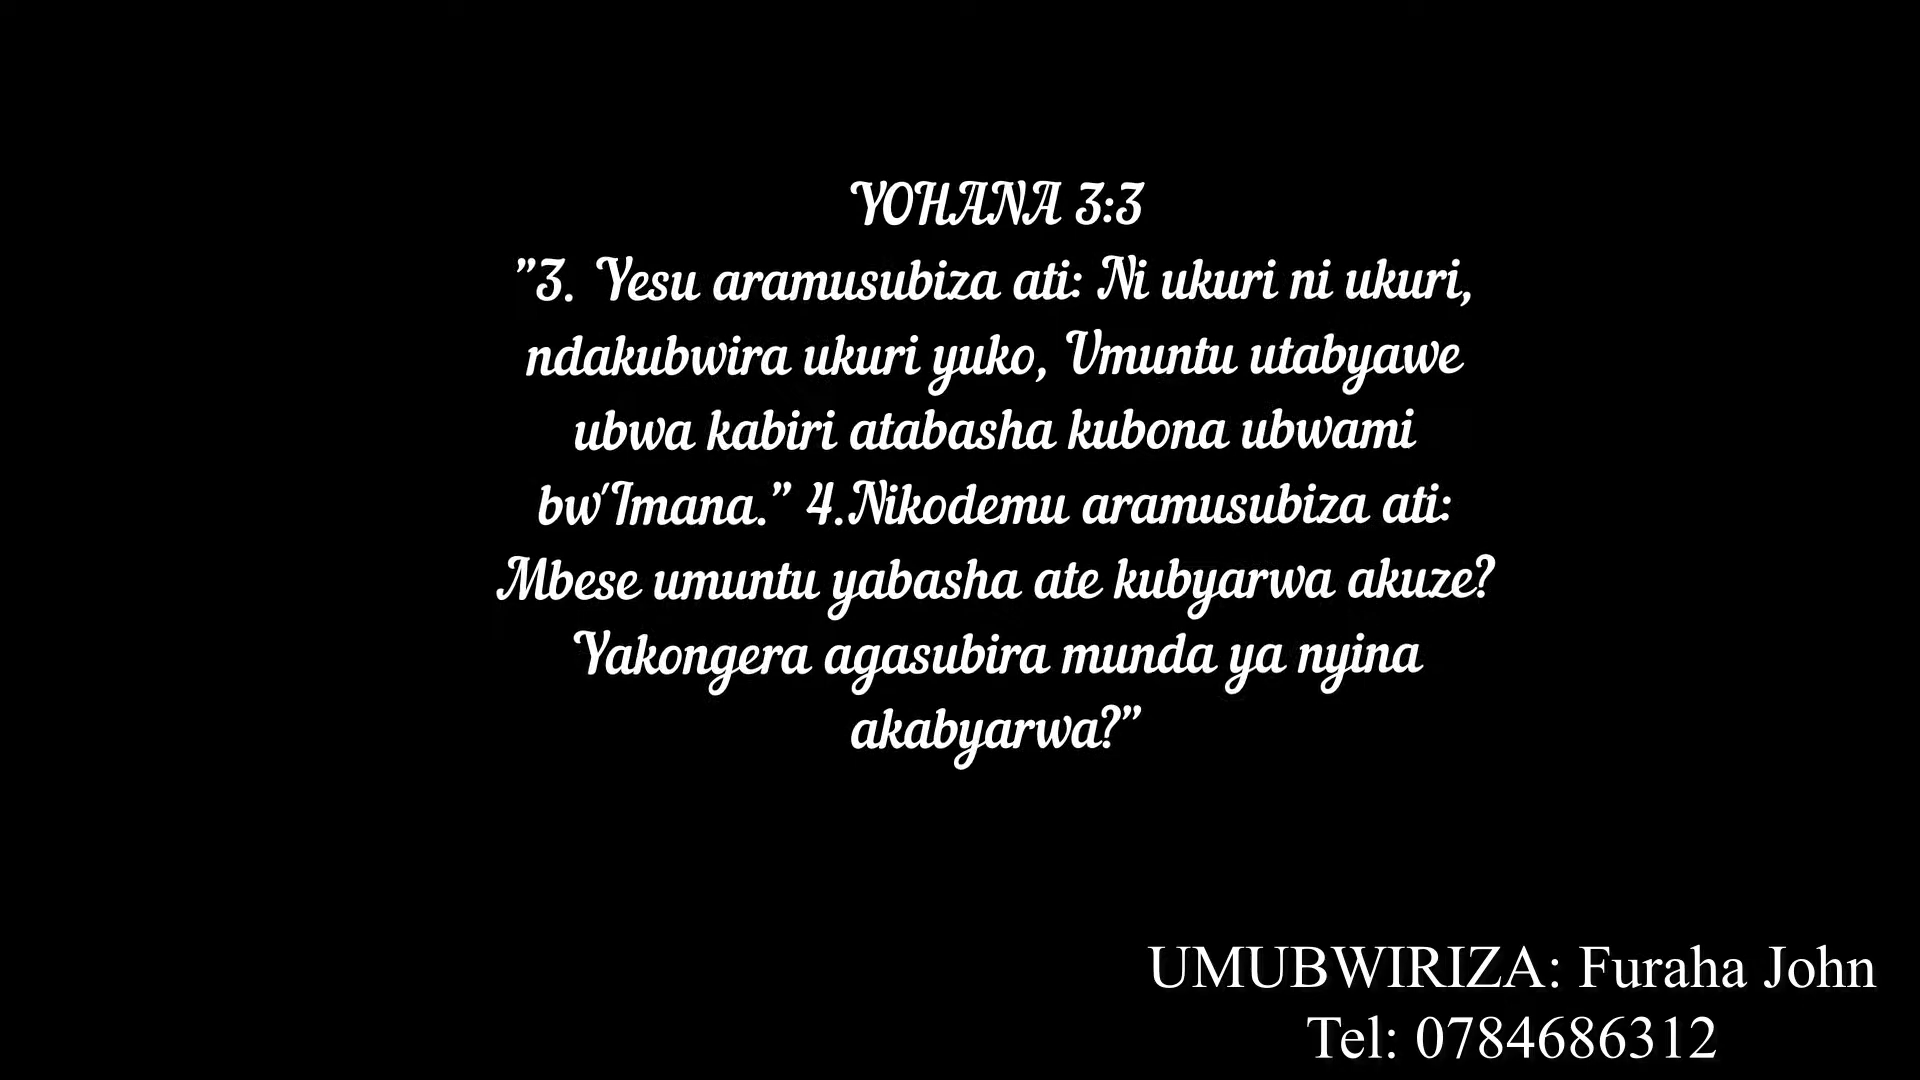 YOHANA 3:3
"3. Yesu aramusubiza ati: Ni ukuri ni ukuri,
ndakubwira ukuri yuko, Umuntu utabyawe
ubwa kabiri atabasha kubona ubwami
bw'Imana." 4.Nikodemu aramusubiza ati:
Mbese umuntu yabasha ate kubyarwa akuze?
Yakongera agasubira munda ya nyina
akabyarwa?"
UMUBWIRIZA: Furaha John
Tel: 0784686312